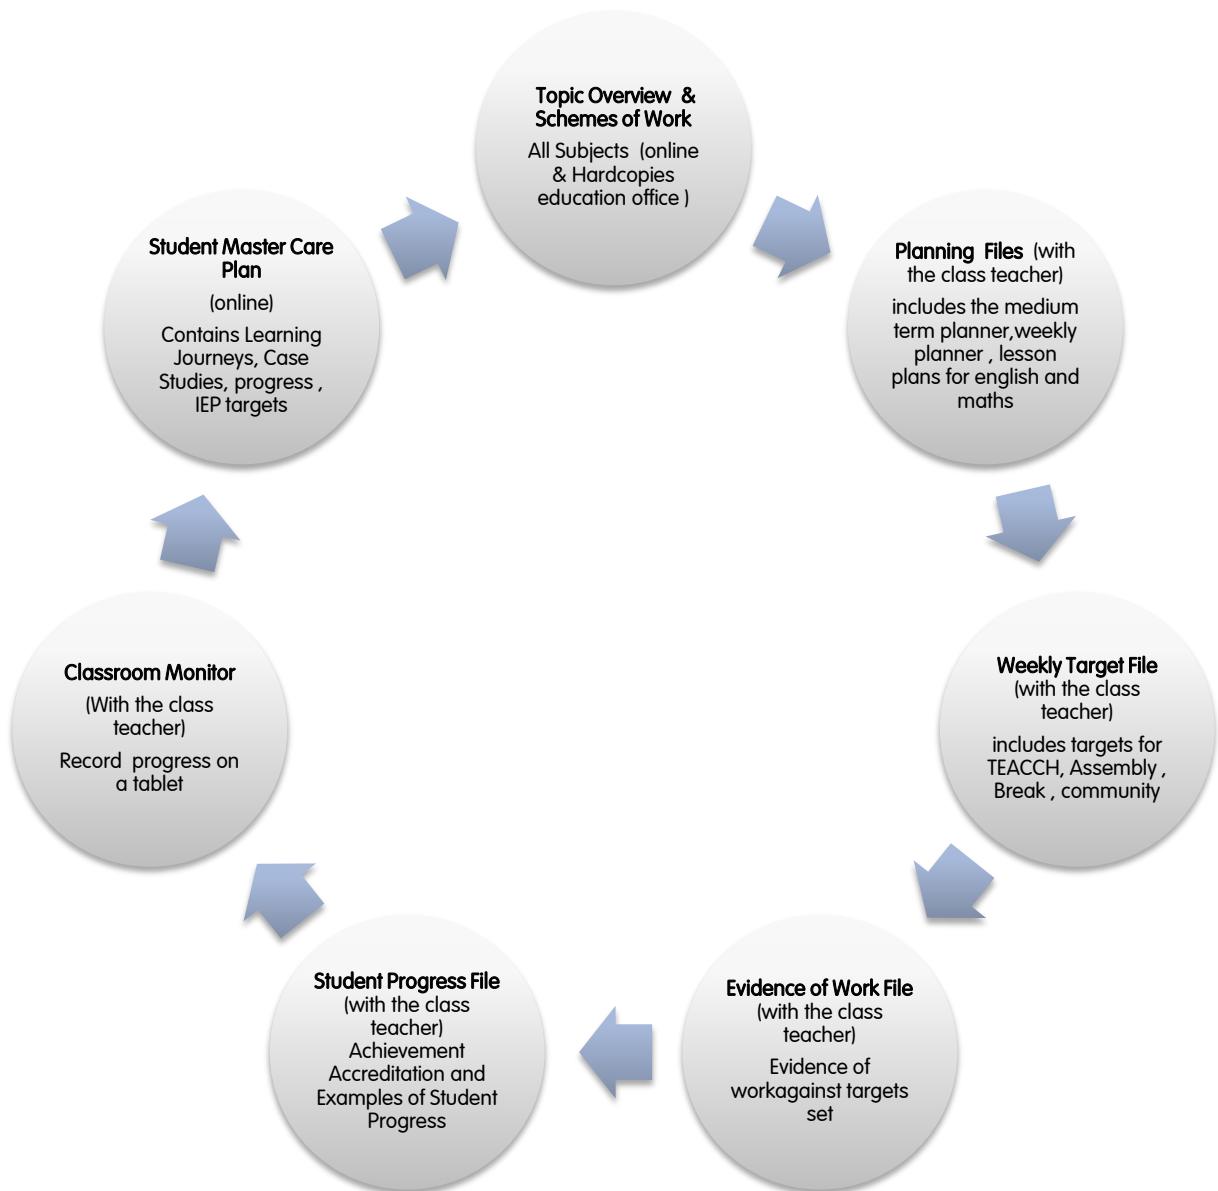 Topic Overview &
Schemes of Work
All Subjects (online
& Hardcopies
education office )
Planning Files (with
the class teacher)
includes the medium
term planner,weekly
planner , lesson
plans for english and
maths
Weekly Target File
(with the class
teacher)
includes targets for
TEACCH, Assembly ,
Break , community
Evidence of Work File
(with the class
teacher)
Evidence of
workagainst targets
set
Student Progress File
(with the class
teacher)
Achievement
Accreditation and
Examples of Student
Progress
Classroom Monitor
(With the class
teacher)
Record progress on
a tablet
Student Master Care
Plan
(online)
Contains Learning
Journeys, Case
Studies, progress ,
IEP targets